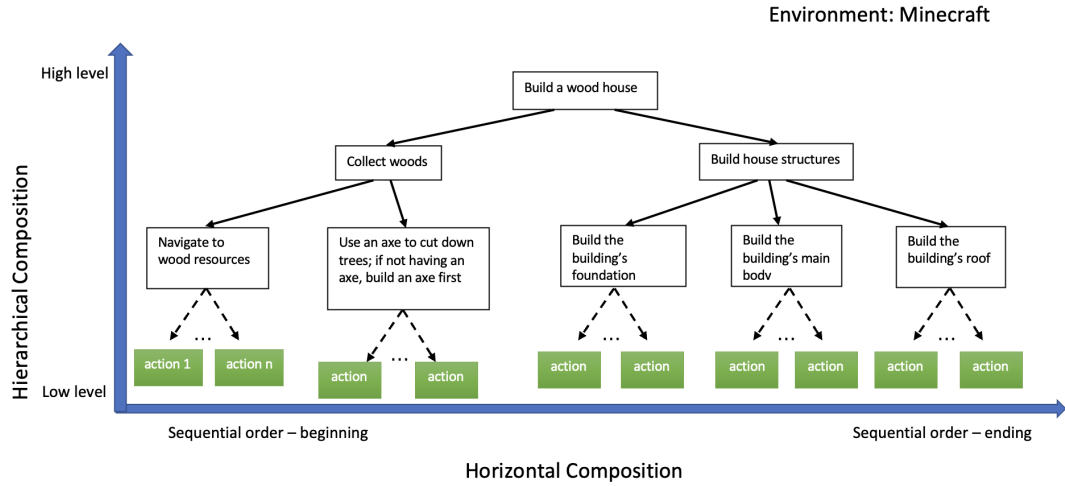 Environment: Minecraft
High level
Build a wood house
Collect woods
Build house structures
Hierarchical Composition
Navigate to
wood resources
Use an axe to cut down
trees; if not having an
axe, build an axe first
Build the
building's
foundation
Build the
building's main
body
Build the
building's roof
...
...
...
...
...
action 1
action n
action
action
action
action
action
action
action
action
Low level
Sequential order – beginning
Sequential order – ending
Horizontal Composition